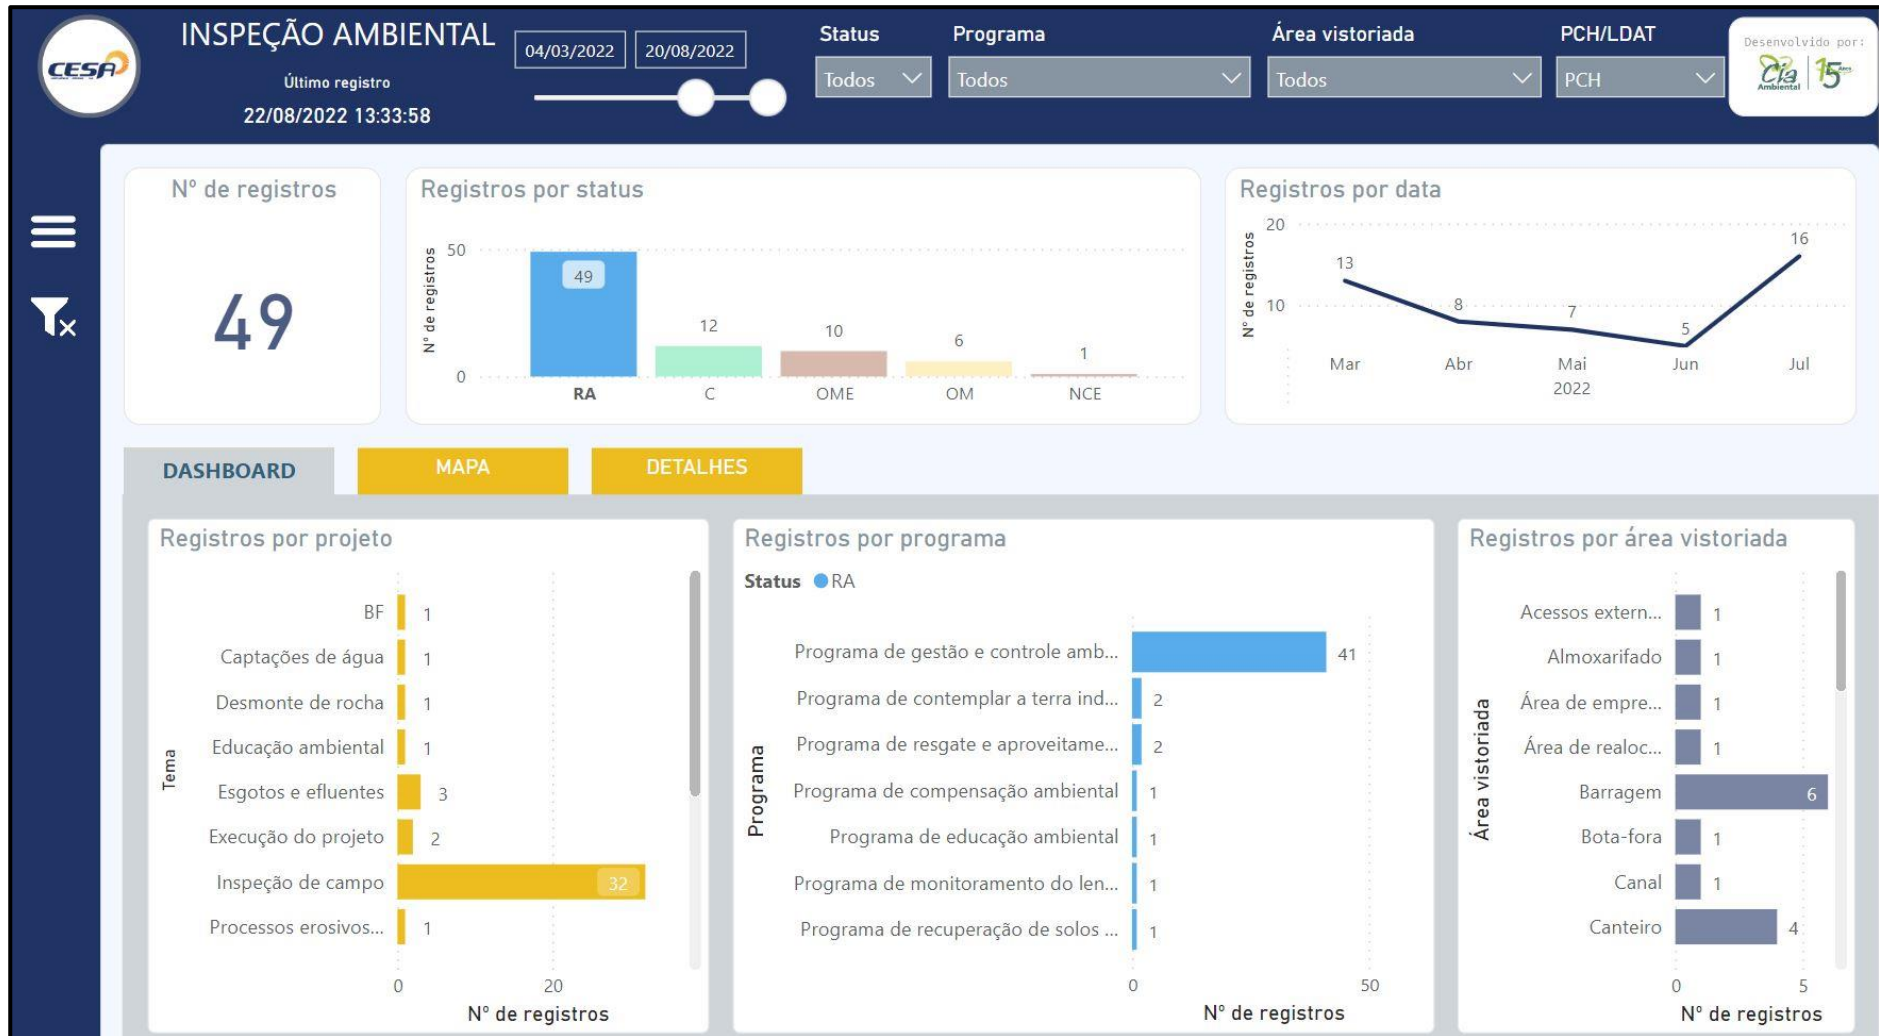 CESA
INSPEÇÃO AMBIENTAL
Último registro
22/08/2022 13:33:58
04/03/2022
20/08/2022
Status
Todos
Programa
Todos
Área vistoriada
Todos
PCH/LDAT
PCH
Desenvolvido por:
Cia
Ambiental
15
Nº de registros
49
Registros por status
Nº de registros
50
0
49
12
10
6
1
RA
C
OME
OM
NCE
Registros por data
Nº de registros
20
10
13
8
7
5
16
Mar
Abr
Mai
Jun
Jul
2022
DASHBOARD
MAPA
DETALHES
Registros por projeto
Tema
BF 1
Captações de água 1
Desmonte de rocha 1
Educação ambiental 1
Esgotos e efluentes 3
Execução do projeto 2
Inspeção de campo 32
Processos erosivos... 1
0 20
Nº de registros
Registros por programa
Status RA
Programa
Programa de gestão e controle amb... 41
Programa de contemplar a terra ind... 2
Programa de resgate e aproveitame... 2
Programa de compensação ambiental 1
Programa de educação ambiental 1
Programa de monitoramento do len... 1
Programa de recuperação de solos ... 1
0 50
Nº de registros
Registros por área vistoriada
Área vistoriada
Acessos extern... 1
Almoxarifado 1
Área de empre... 1
Área de realoc... 1
Barragem 6
Bota-fora 1
Canal 1
Canteiro 4
0 5
Nº de registros